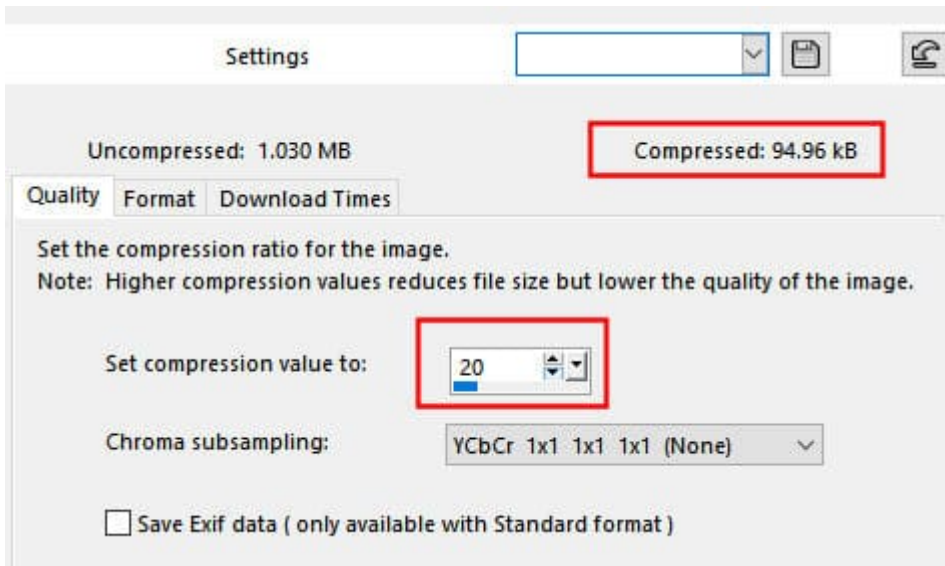 Settings
Uncompressed: 1.030 MB
Compressed: 94.96 kB
Quality
Format
Download Times
Set the compression ratio for the image.
Note: Higher compression values reduces file size but lower the quality of the image.
Set compression value to:
20
Chroma subsampling:
YCbCr 1x1 1x1 1x1 (None)
Save Exif data ( only available with Standard format )